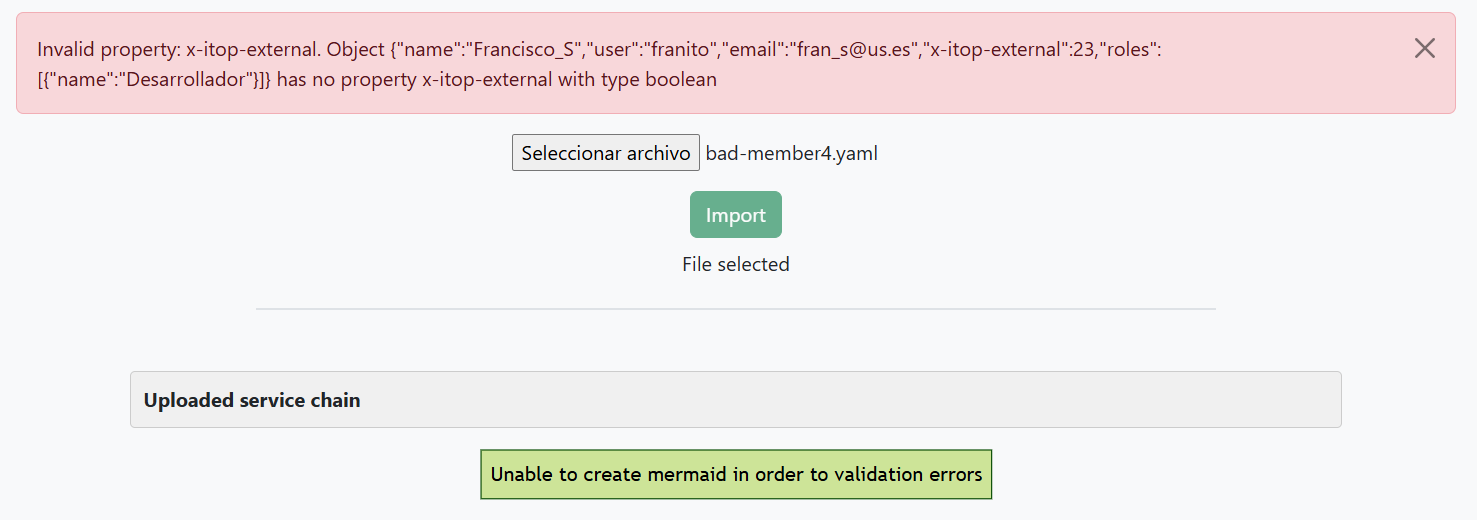 Invalid property: x-itop-external. Object {"name":"Francisco_S","user":"franito","email":"fran_s@us.es","x-itop-external":23,"roles":
[{"name":"Desarrollador"}]} has no property x-itop-external with type boolean
Seleccionar archivo bad-member4.yaml
Import
File selected
Uploaded service chain
Unable to create mermaid in order to validation errors